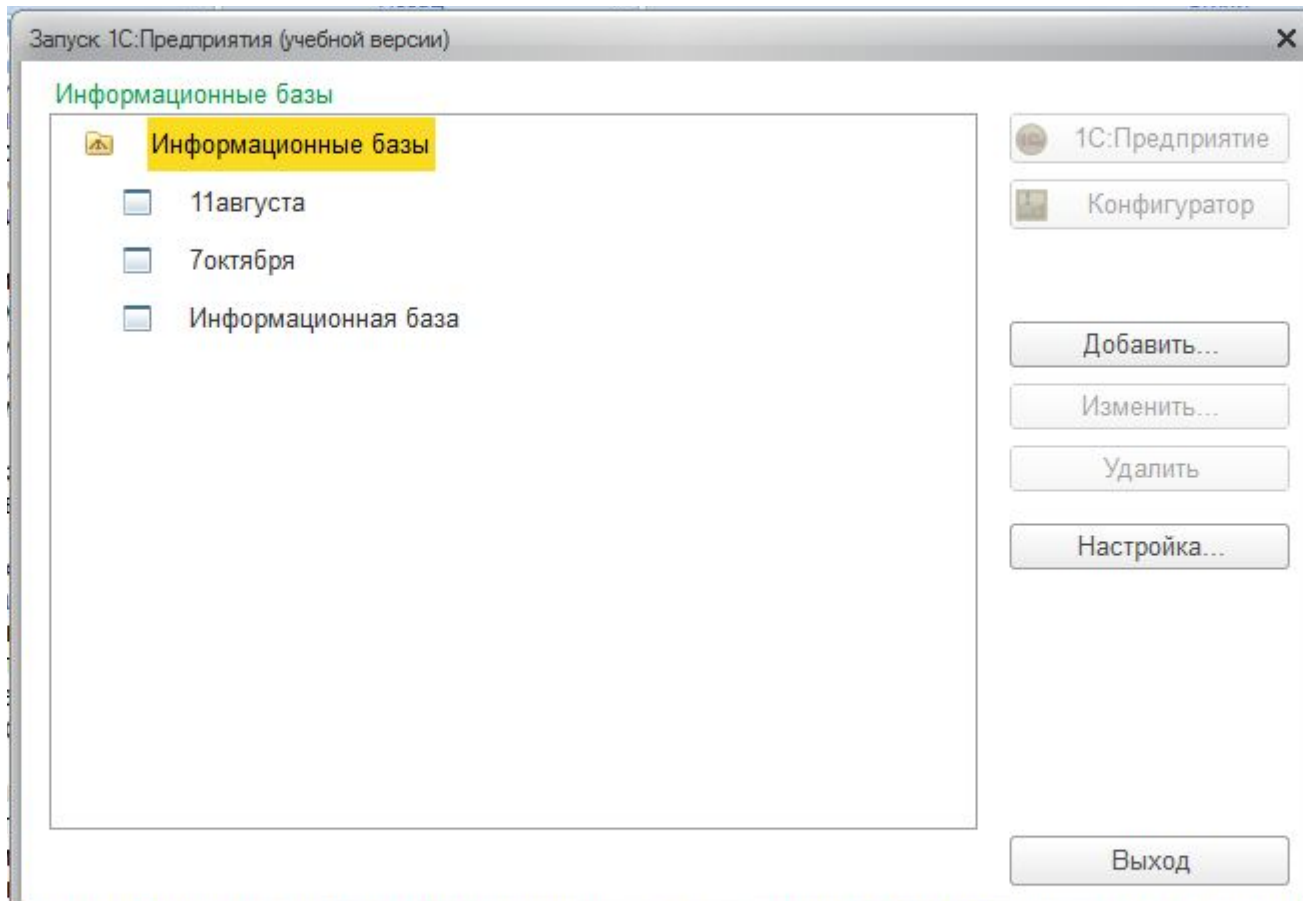 Запуск 1С:Предприятия (учебной версии)
Информационные базы
Информационные базы
11августа
7октября
Информационная база
1С:Предприятие
Конфигуратор
Добавить...
Изменить...
Удалить
Настройка...
Выход